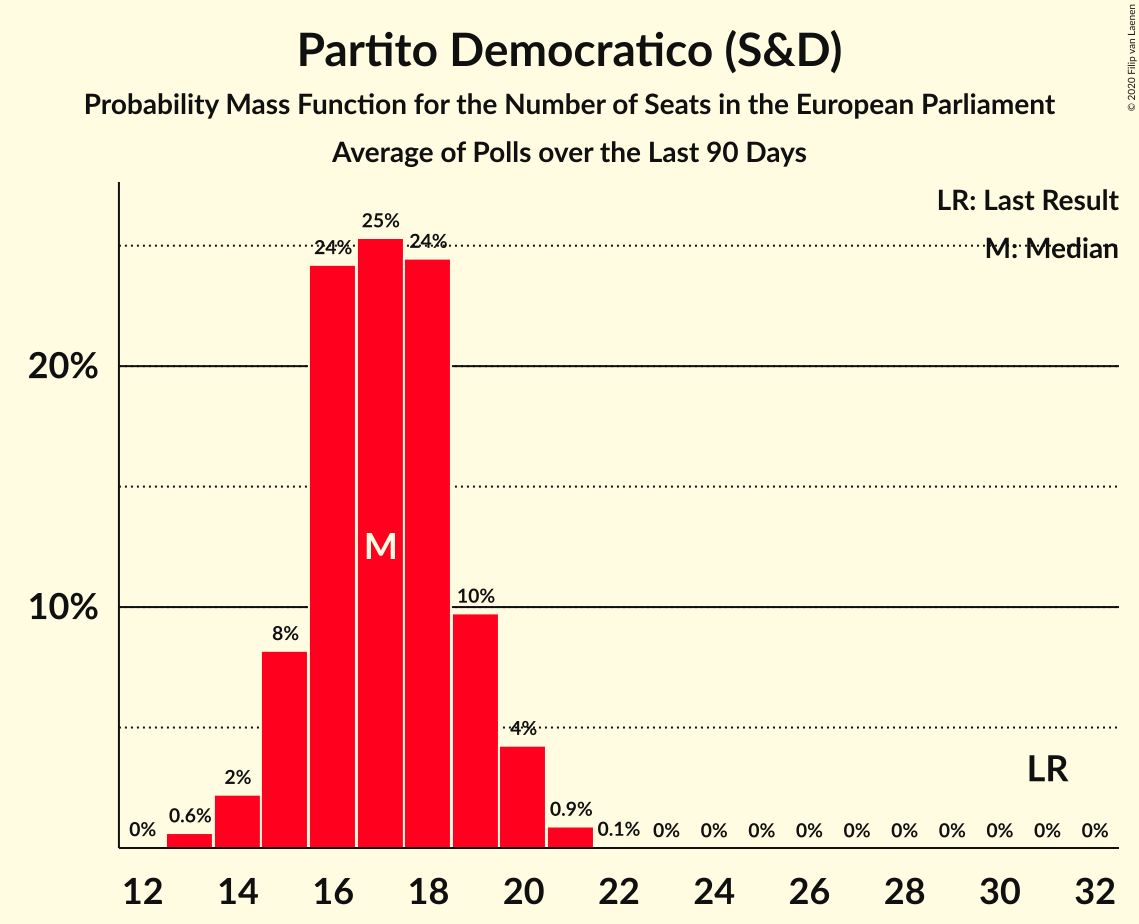 Partito Democratico (S&D)
Probability Mass Function for the Number of Seats in the European Parliament
Average of Polls over the Last 90 Days
© 2020 Filip van Laenen
LR: Last Result
M: Median
20%
10%
0%
0.6%
2%
8%
24%
25%
24%
10%
4%
0.9%
0.1%
0%
0%
0%
0%
0%
0%
0%
0%
0%
0%
M
LR
12 14 16 18 20 22 24 26 28 30 32